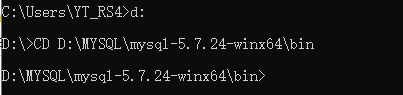 C:\Users\YT_RS4>d:
D:\>CD D:\MYSQL\mysql-5.7.24-winx64\bin
D:\MYSQL\mysql-5.7.24-winx64\bin>